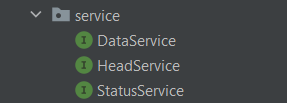 service
I DataService
I HeadService
I StatusService